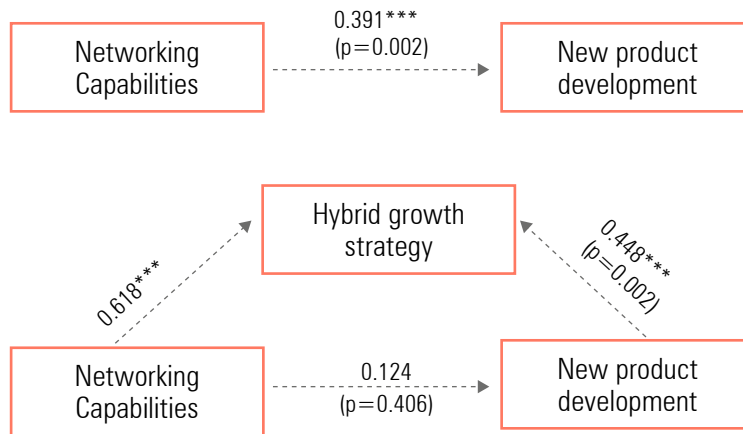 0.391***
(p=0.002)
Networking
Capabilities
New product
development
Hybrid growth
strategy
0.618***
0.448***
(p=0.002)
Networking
Capabilities
0.124
(p=0.406)
New product
development